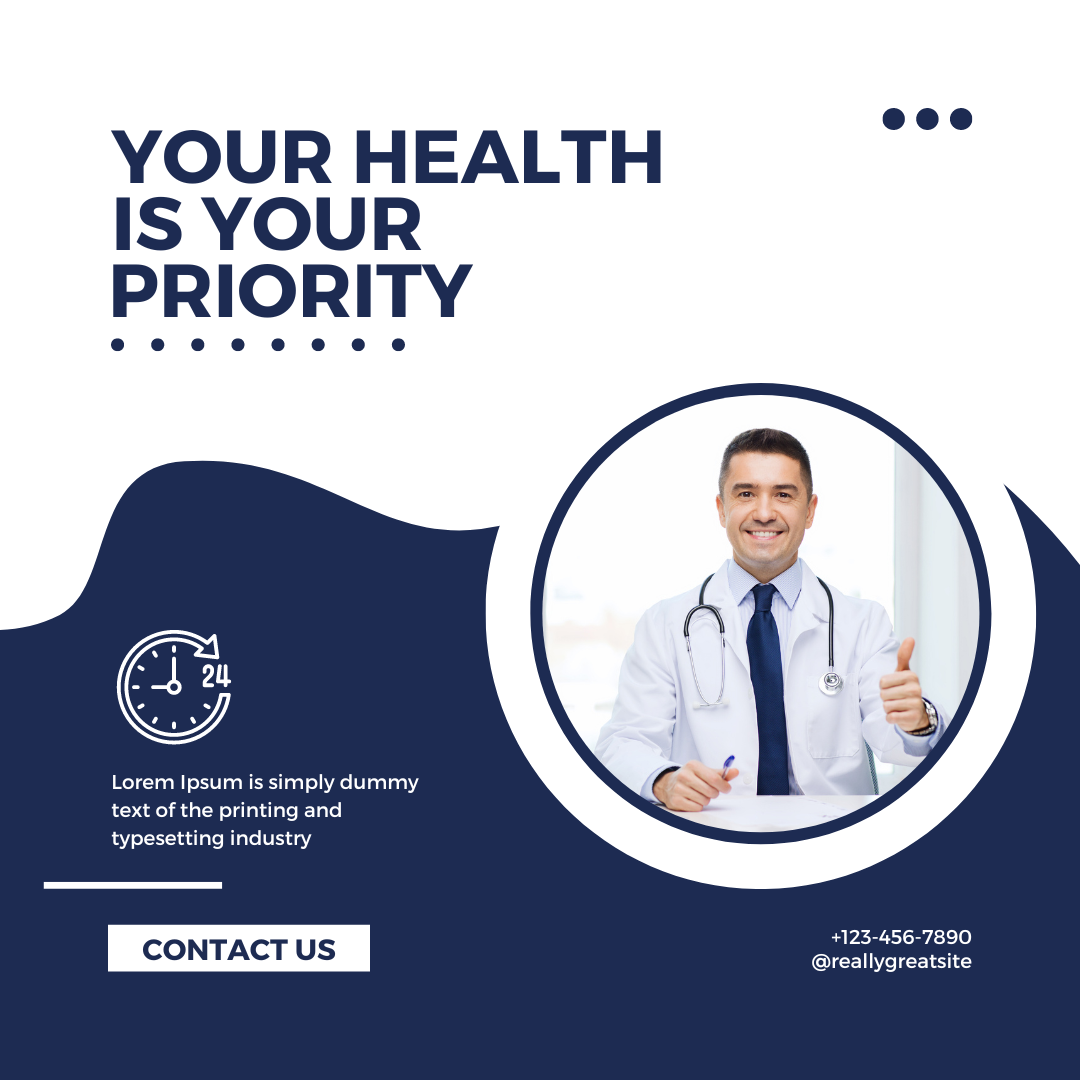 YOUR HEALTH
IS YOUR
PRIORITY
24
Lorem Ipsum is simply dummy
text of the printing and
typesetting industry
CONTACT US
+123-456-7890
@reallygreatsite